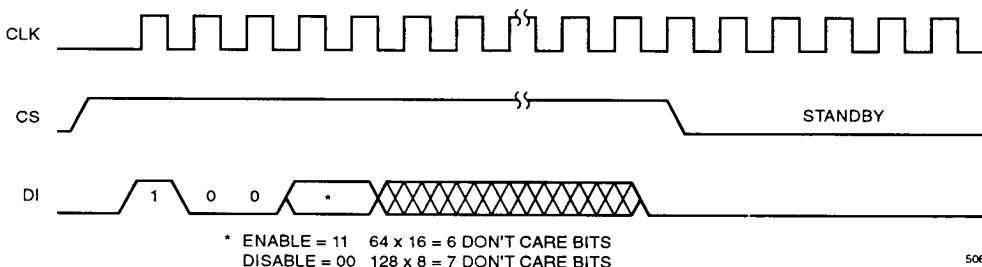 CLK
CS
STANDBY
DI
1 0 0 *
* ENABLE = 11 64 x 16 = 6 DON'T CARE BITS
DISABLE = 00 128 x 8 = 7 DON'T CARE BITS